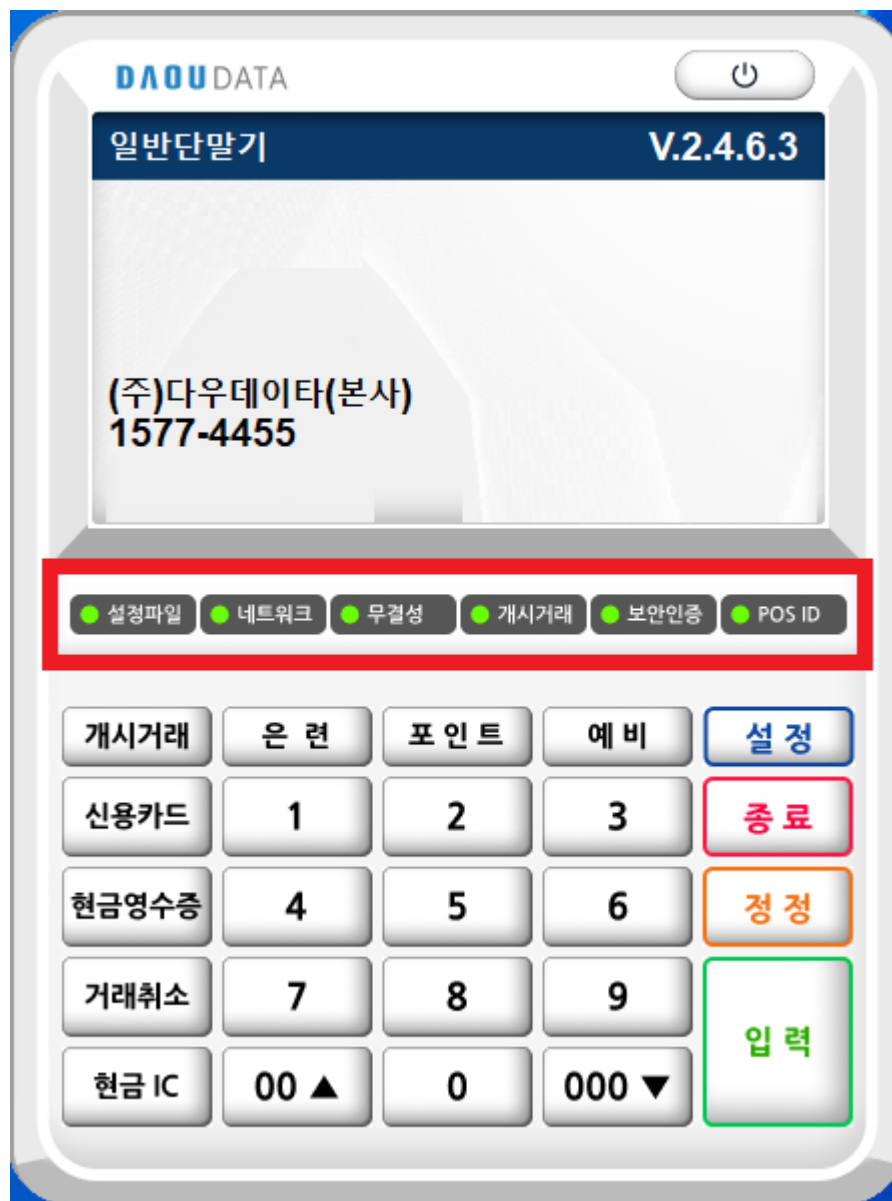 DAOU DATA
일반단말기 V.2.4.6.3
(주)다우데이타(본사)
1577-4455
설정파일 네트워크 무결성 개시거래 보안인증 POS ID
개시거래 은 련 포 인 트 예 비 설 정
신용카드 1 2 3 종 료
현금영수증 4 5 6 정 정
거래취소 7 8 9
입 력
현금 IC 00 ▲ 0 000 ▼